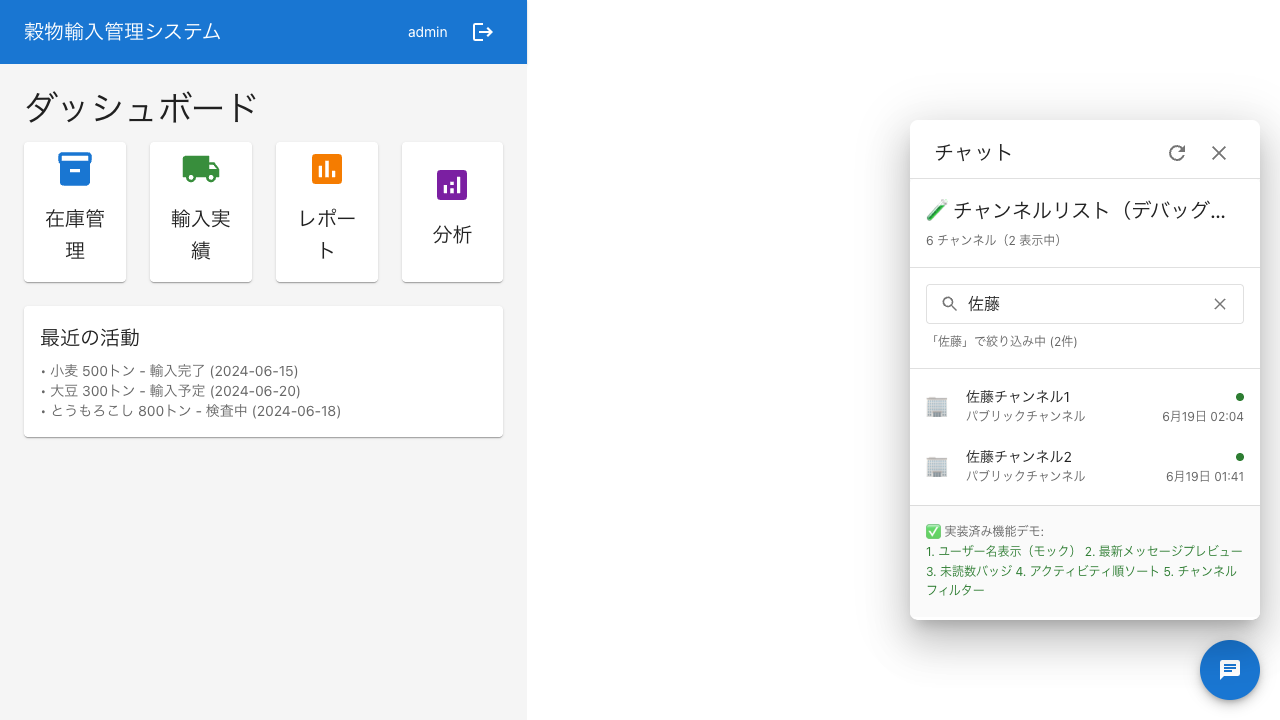 穀物輸入管理システム
admin
ダッシュボード
在庫管
理
輸入実
績
レポー
ト
分析
最近の活動
• 小麦 500トン - 輸入完了 (2024-06-15)
• 大豆 300トン - 輸入予定 (2024-06-20)
• とうもろこし 800トン - 検査中 (2024-06-18)
チャット
🧪 チャンネルリスト（デバッグ...
6 チャンネル（2 表示中）
佐藤
「佐藤」で絞り込み中 (2件)
佐藤チャンネル1
パブリックチャンネル 6月19日 02:04
佐藤チャンネル2
パブリックチャンネル 6月19日 01:41
✅ 実装済み機能デモ:
1. ユーザー名表示（モック） 2. 最新メッセージプレビュー
3. 未読数バッジ 4. アクティビティ順ソート 5. チャンネル
フィルター